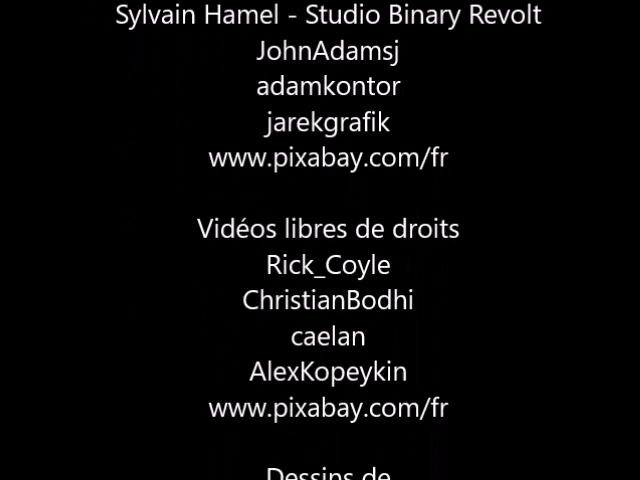 Sylvain Hamel - Studio Binary Revolt
JohnAdamsj
adamkontor
jarekgrafik
www.pixabay.com/fr
Vidéos libres de droits
Rick_Coyle
ChristianBodhi
caelan
AlexKopeykin
www.pixabay.com/fr
Dessins de